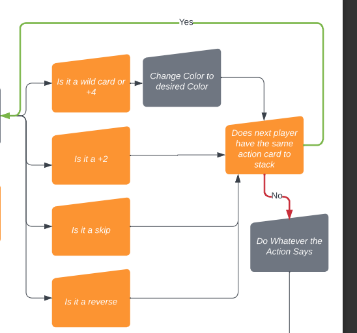 Yes
Is it a wild card or
+4
Change Color to
desired Color
Does next player
have the same
action card to
stack
Is it a +2
No
Is it a skip
Do Whatever the
Action Says
Is it a reverse